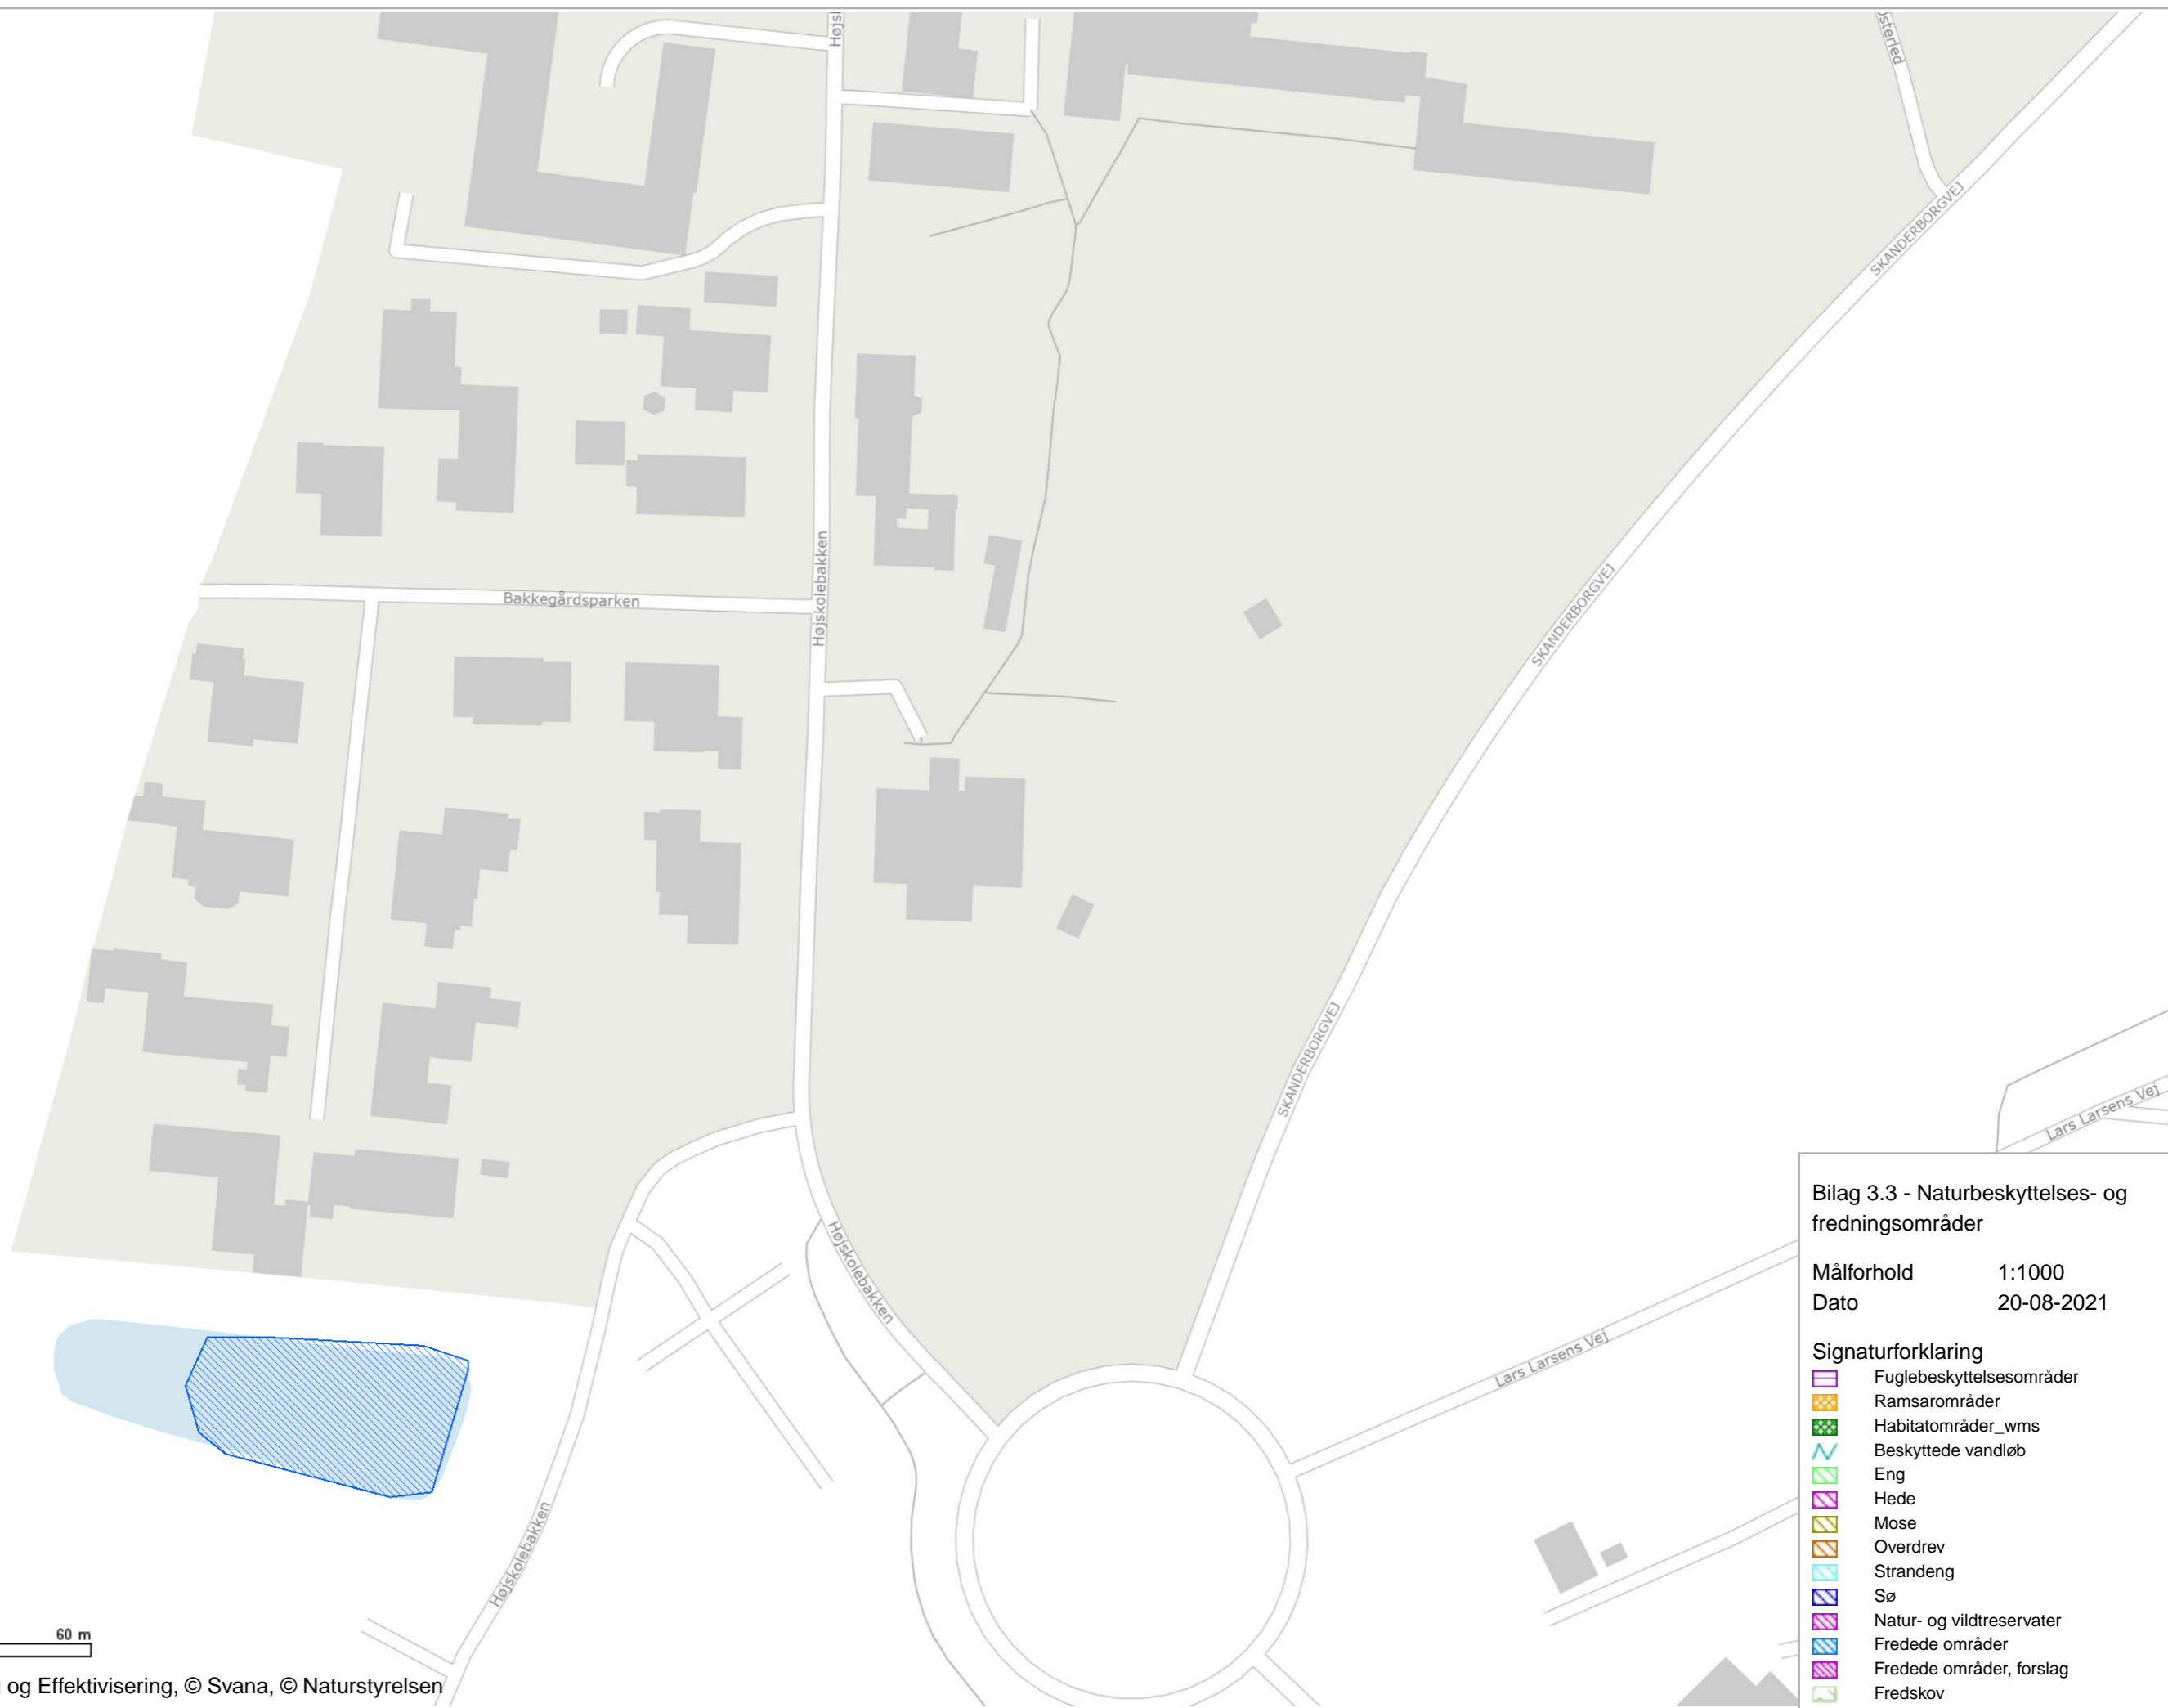 Højsl
Østerled
SKANDERBORGVEJ
Højskolebakken
SKANDERBORGVEJ
Bakkegårdsparken
SKANDERBORGVEJ
Lars Larsens Vej
Højskolebakken
Lars Larsens Vej
Højskolebakken
Bilag 3.3 - Naturbeskyttelses- og
fredningsområder
Målforhold 1:1000
Dato 20-08-2021
Signaturforklaring
Fuglebeskyttelsesområder
Ramsarområder
Habitatområder_wms
Beskyttede vandløb
Eng
Hede
Mose
Overdrev
Strandeng
Sø
Natur- og vildtreservater
Fredede områder
Fredede områder, forslag
Fredskov
60 m
og Effektivisering, © Svana, © Naturstyrelsen